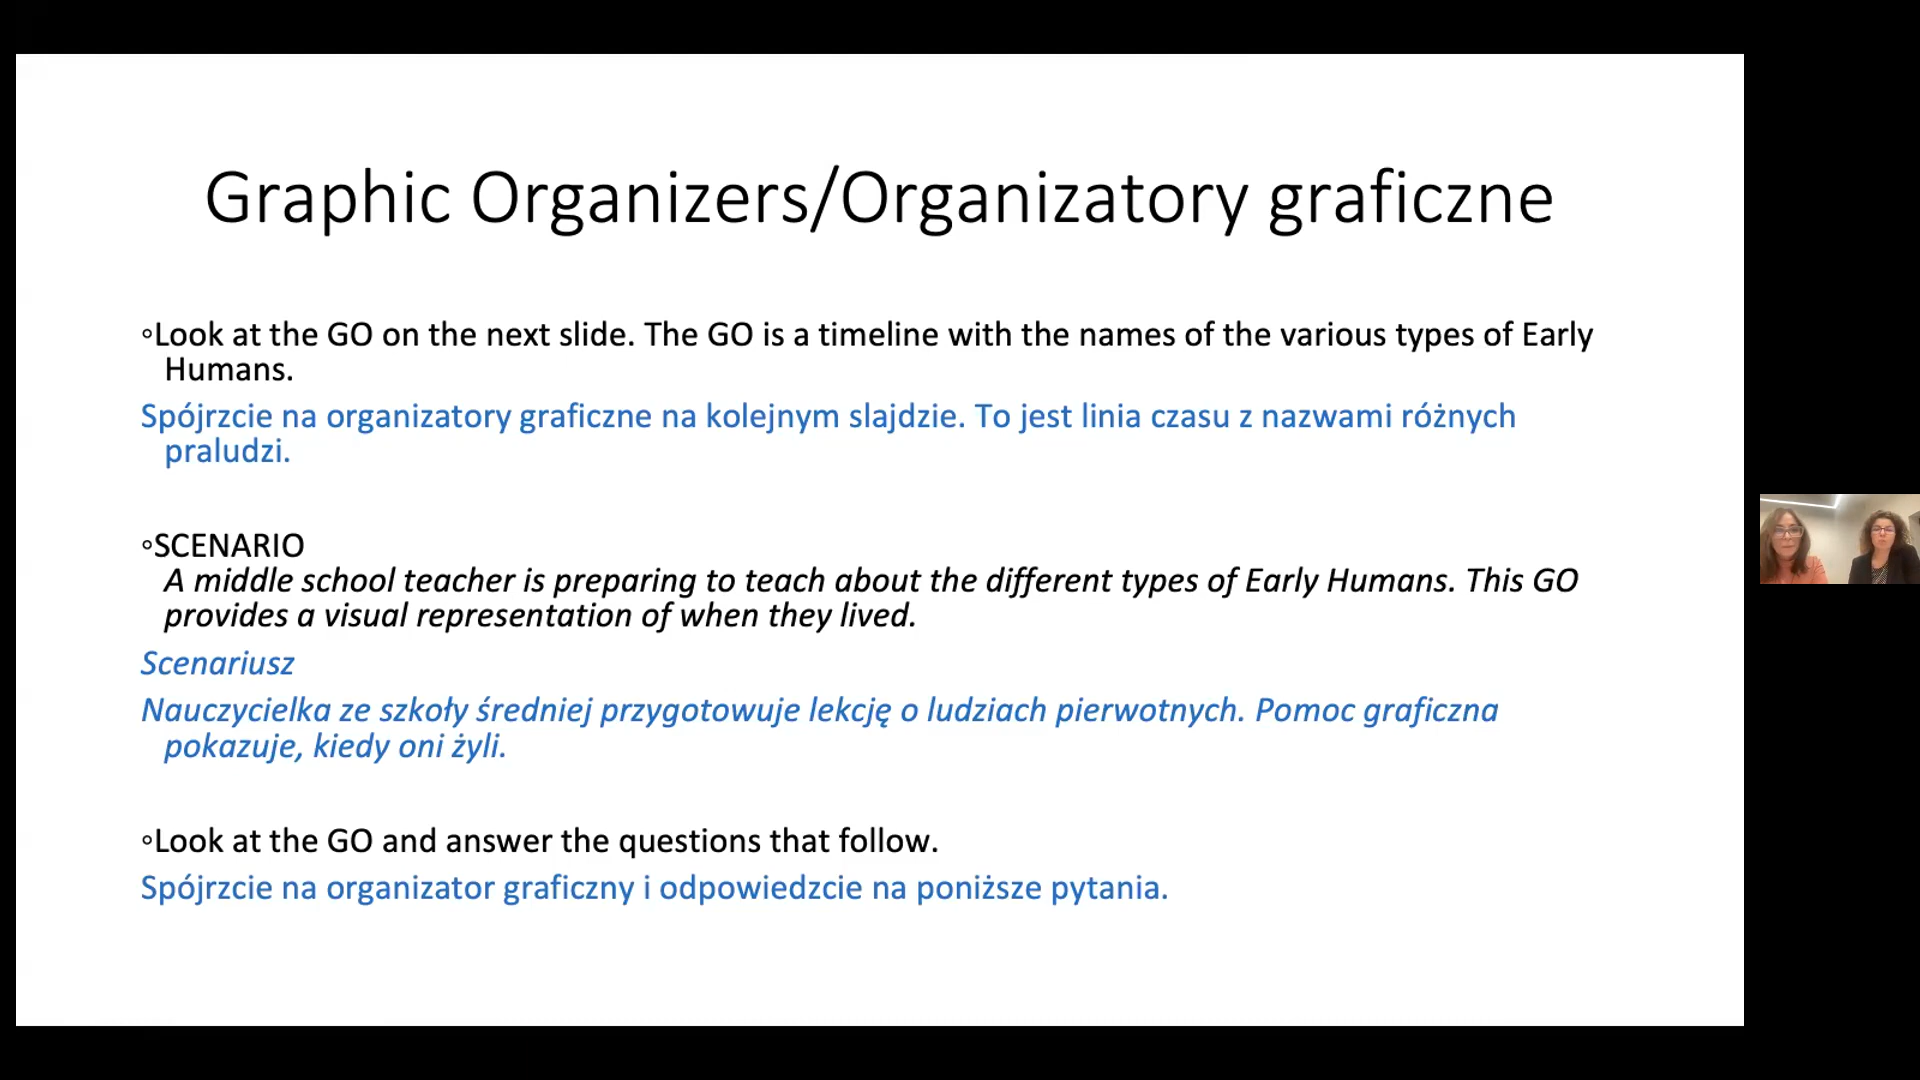 Graphic Organizers/Organizatory graficzne
◦Look at the GO on the next slide. The GO is a timeline with the names of the various types of Early
Humans.
Spójrzcie na organizatory graficzne na kolejnym slajdzie. To jest linia czasu z nazwami różnych
praludzi.
◦SCENARIO
A middle school teacher is preparing to teach about the different types of Early Humans. This GO
provides a visual representation of when they lived.
Scenariusz
Nauczycielka ze szkoły średniej przygotowuje lekcję o ludziach pierwotnych. Pomoc graficzna
pokazuje, kiedy oni żyli.
◦Look at the GO and answer the questions that follow.
Spójrzcie na organizator graficzny i odpowiedzcie na poniższe pytania.